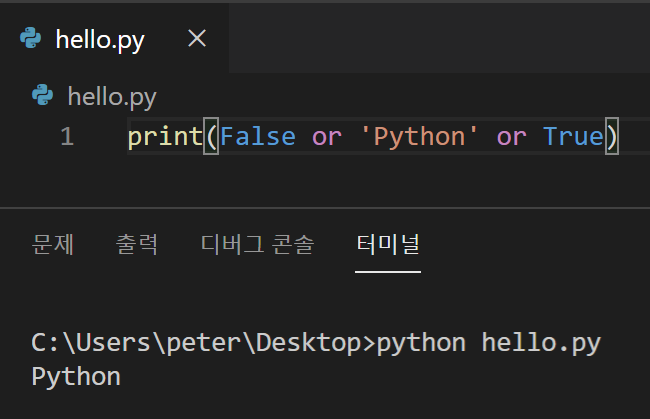 hello.py
hello.py
1 print(False or 'Python' or True)
문제 출력 디버그 콘솔 터미널
C:\Users\peter\Desktop>python hello.py
Python